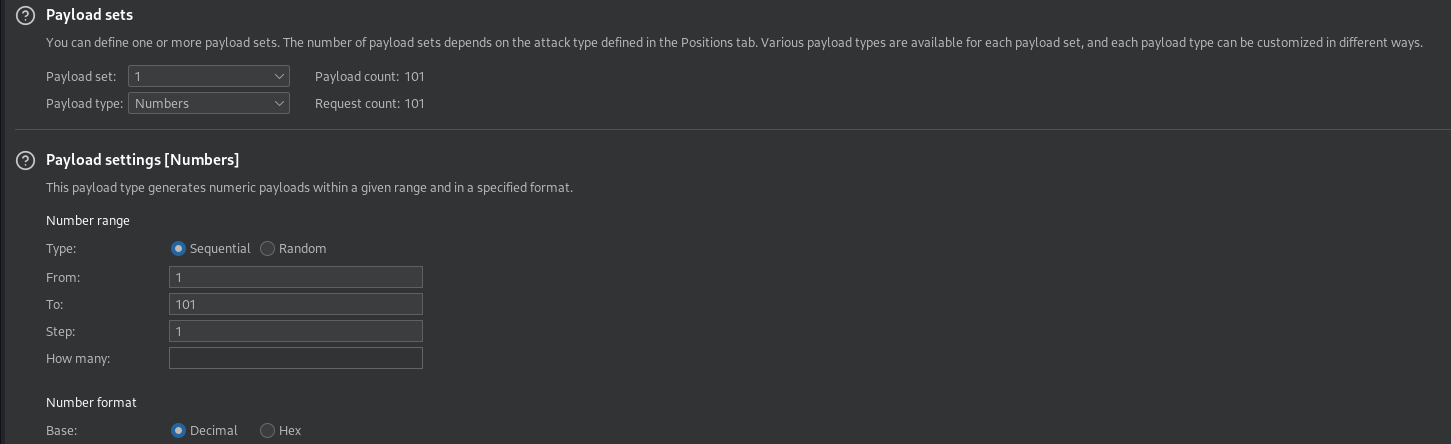 Payload sets
You can define one or more payload sets. The number of payload sets depends on the attack type defined in the Positions tab. Various payload types are available for each payload set, and each payload type can be customized in different ways.
Payload set: 1 Payload count: 101
Payload type: Numbers Request count: 101
Payload settings [Numbers]
This payload type generates numeric payloads within a given range and in a specified format.
Number range
Type: Sequential Random
From: 1
To: 101
Step: 1
How many:
Number format
Base: Decimal Hex